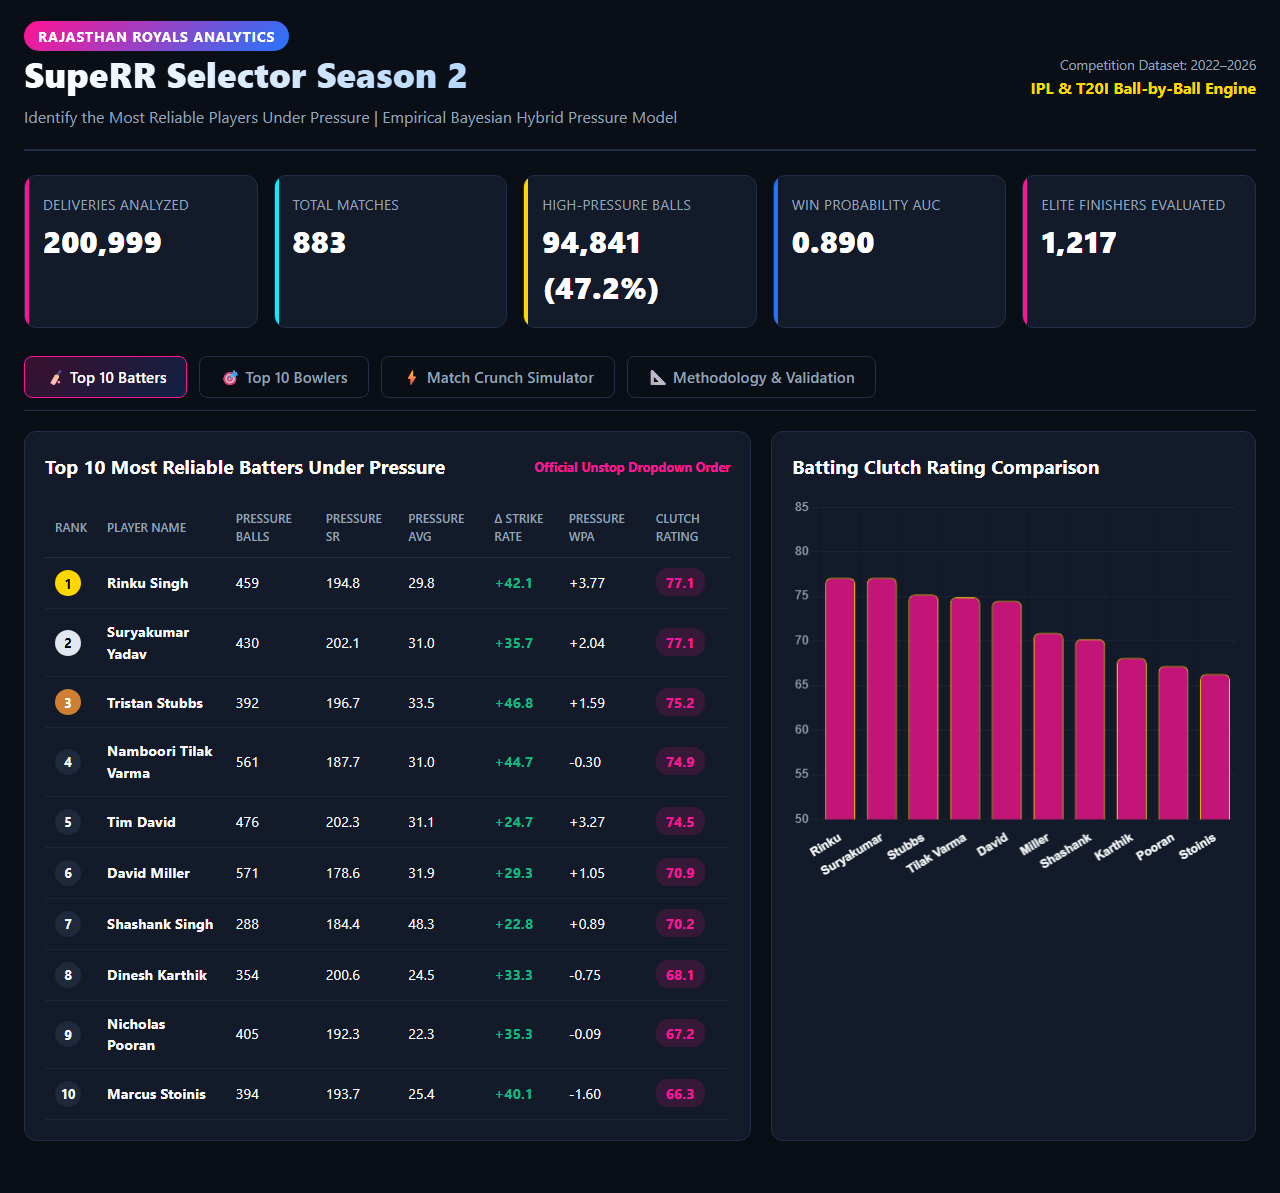 RAJASTHAN ROYALS ANALYTICS
SupeRR Selector Season 2
Identify the Most Reliable Players Under Pressure | Empirical Bayesian Hybrid Pressure Model
Competition Dataset: 2022–2026
IPL & T20I Ball-by-Ball Engine
DELIVERIES ANALYZED
200,999
TOTAL MATCHES
883
HIGH-PRESSURE BALLS
94,841
(47.2%)
WIN PROBABILITY AUC
0.890
ELITE FINISHERS EVALUATED
1,217
Top 10 Batters
Top 10 Bowlers
Match Crunch Simulator
Methodology & Validation
Top 10 Most Reliable Batters Under Pressure
Official Unstop Dropdown Order
RANK PLAYER NAME PRESSURE BALLS PRESSURE SR PRESSURE AVG Δ STRIKE RATE PRESSURE WPA CLUTCH RATING
1 Rinku Singh 459 194.8 29.8 +42.1 +3.77 77.1
2 Suryakumar Yadav 430 202.1 31.0 +35.7 +2.04 77.1
3 Tristan Stubbs 392 196.7 33.5 +46.8 +1.59 75.2
4 Namboori Tilak Varma 561 187.7 31.0 +44.7 -0.30 74.9
5 Tim David 476 202.3 31.1 +24.7 +3.27 74.5
6 David Miller 571 178.6 31.9 +29.3 +1.05 70.9
7 Shashank Singh 288 184.4 48.3 +22.8 +0.89 70.2
8 Dinesh Karthik 354 200.6 24.5 +33.3 -0.75 68.1
9 Nicholas Pooran 405 192.3 22.3 +35.3 -0.09 67.2
10 Marcus Stoinis 394 193.7 25.4 +40.1 -1.60 66.3
Batting Clutch Rating Comparison
85
80
75
70
65
60
55
50
Rinku Suryakumar Stubbs Tilak Varma David Miller Shashank Karthik Pooran Stoinis